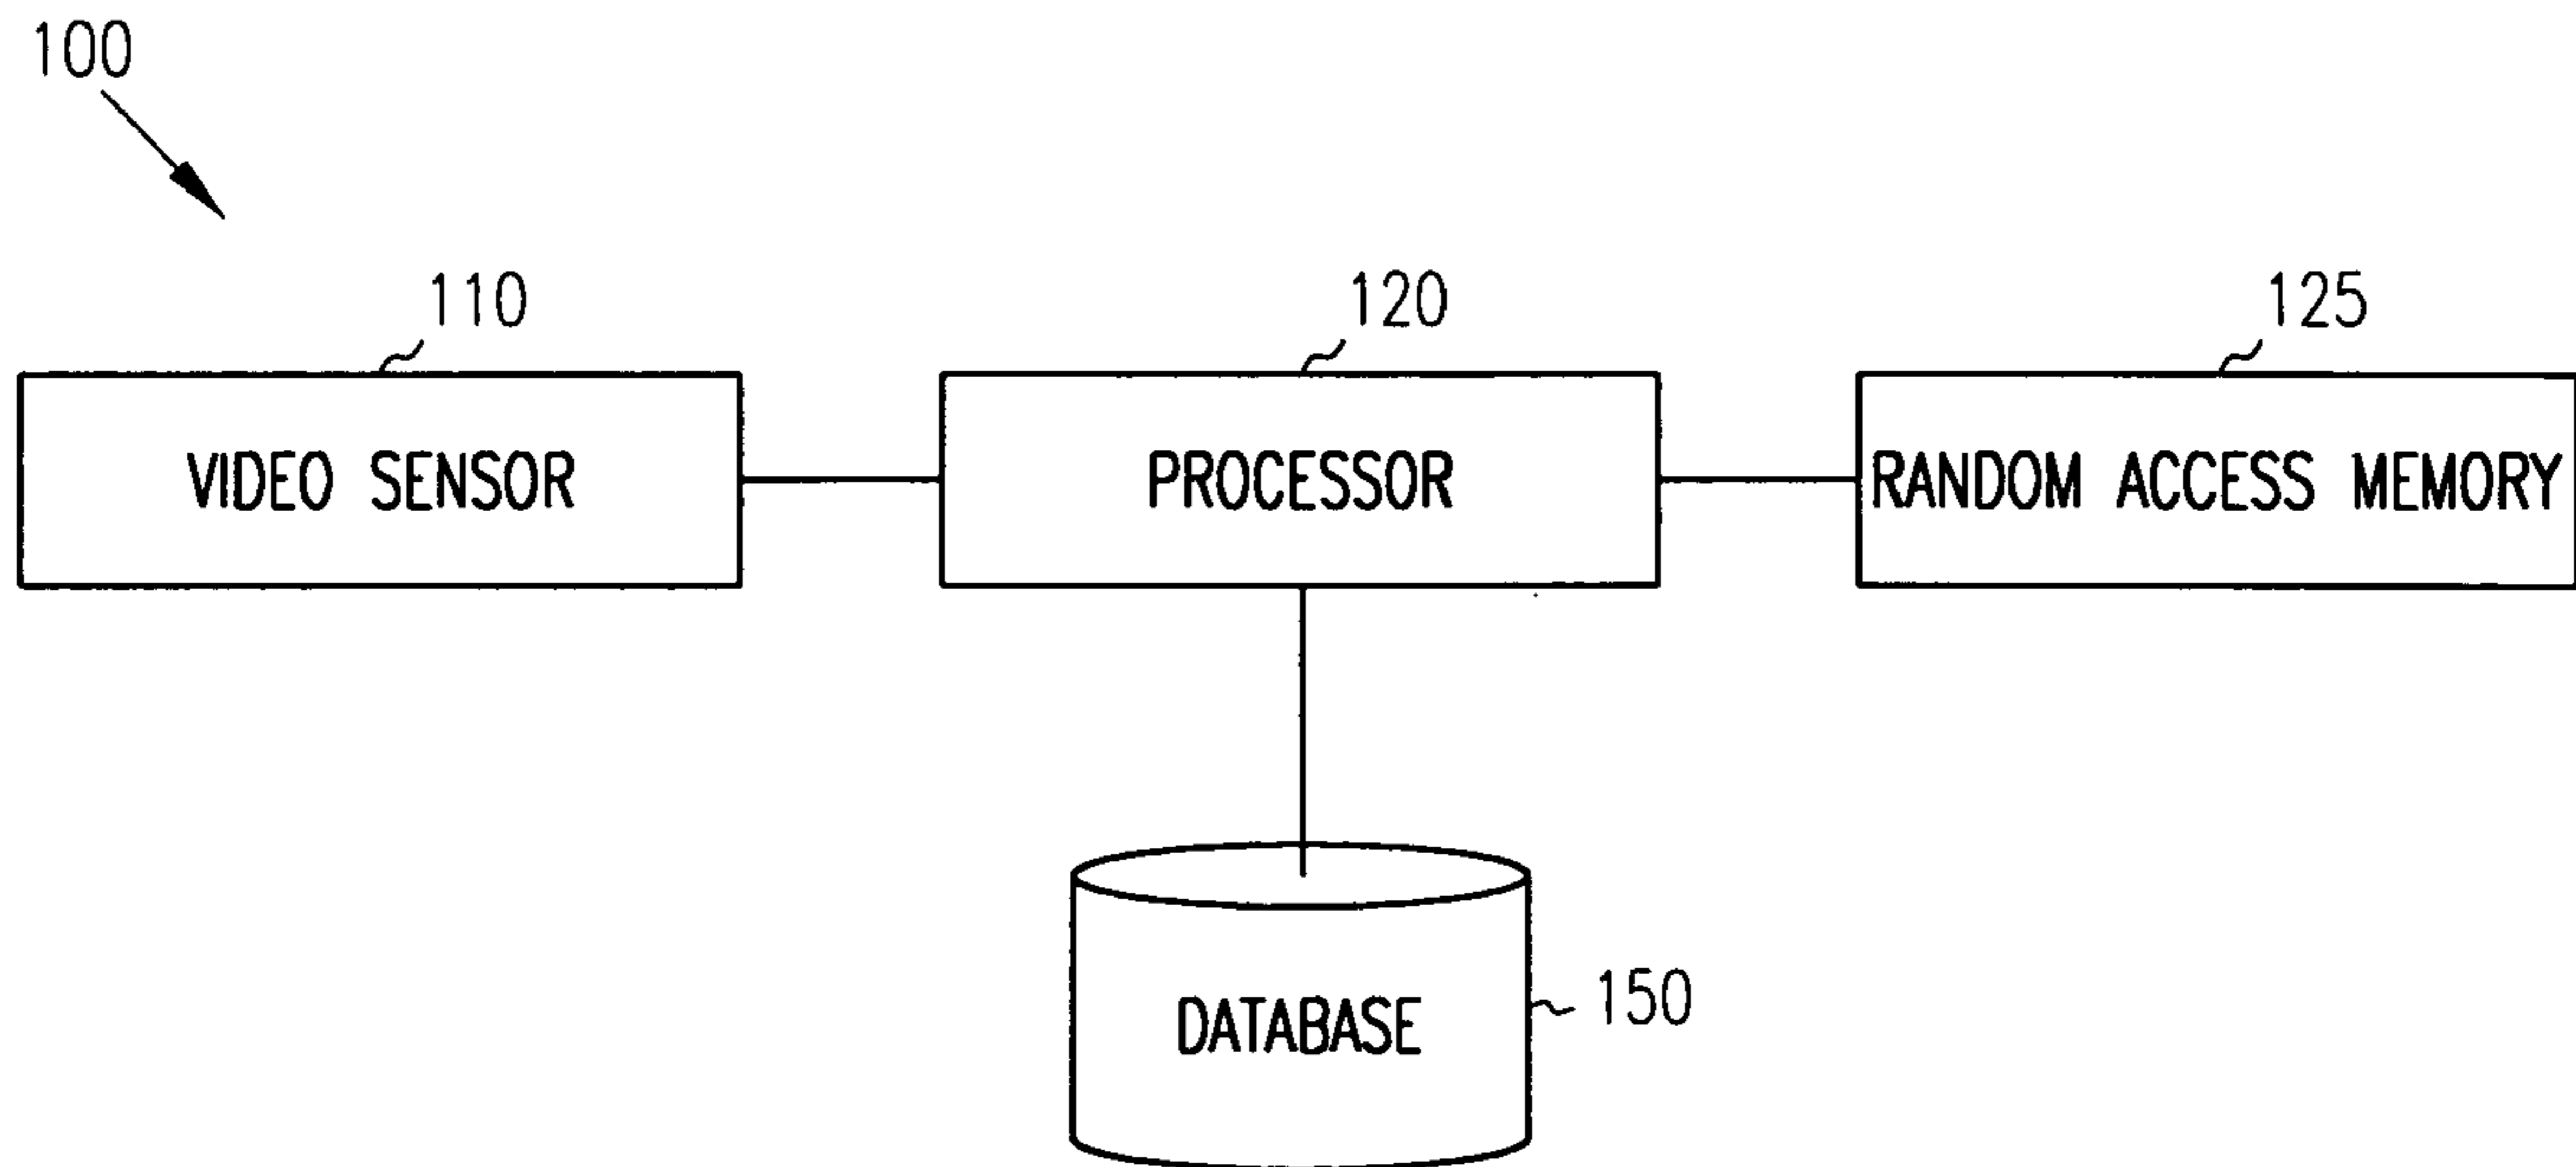 100
110
120
125
VIDEO SENSOR
PROCESSOR
RANDOM ACCESS MEMORY
DATABASE
150